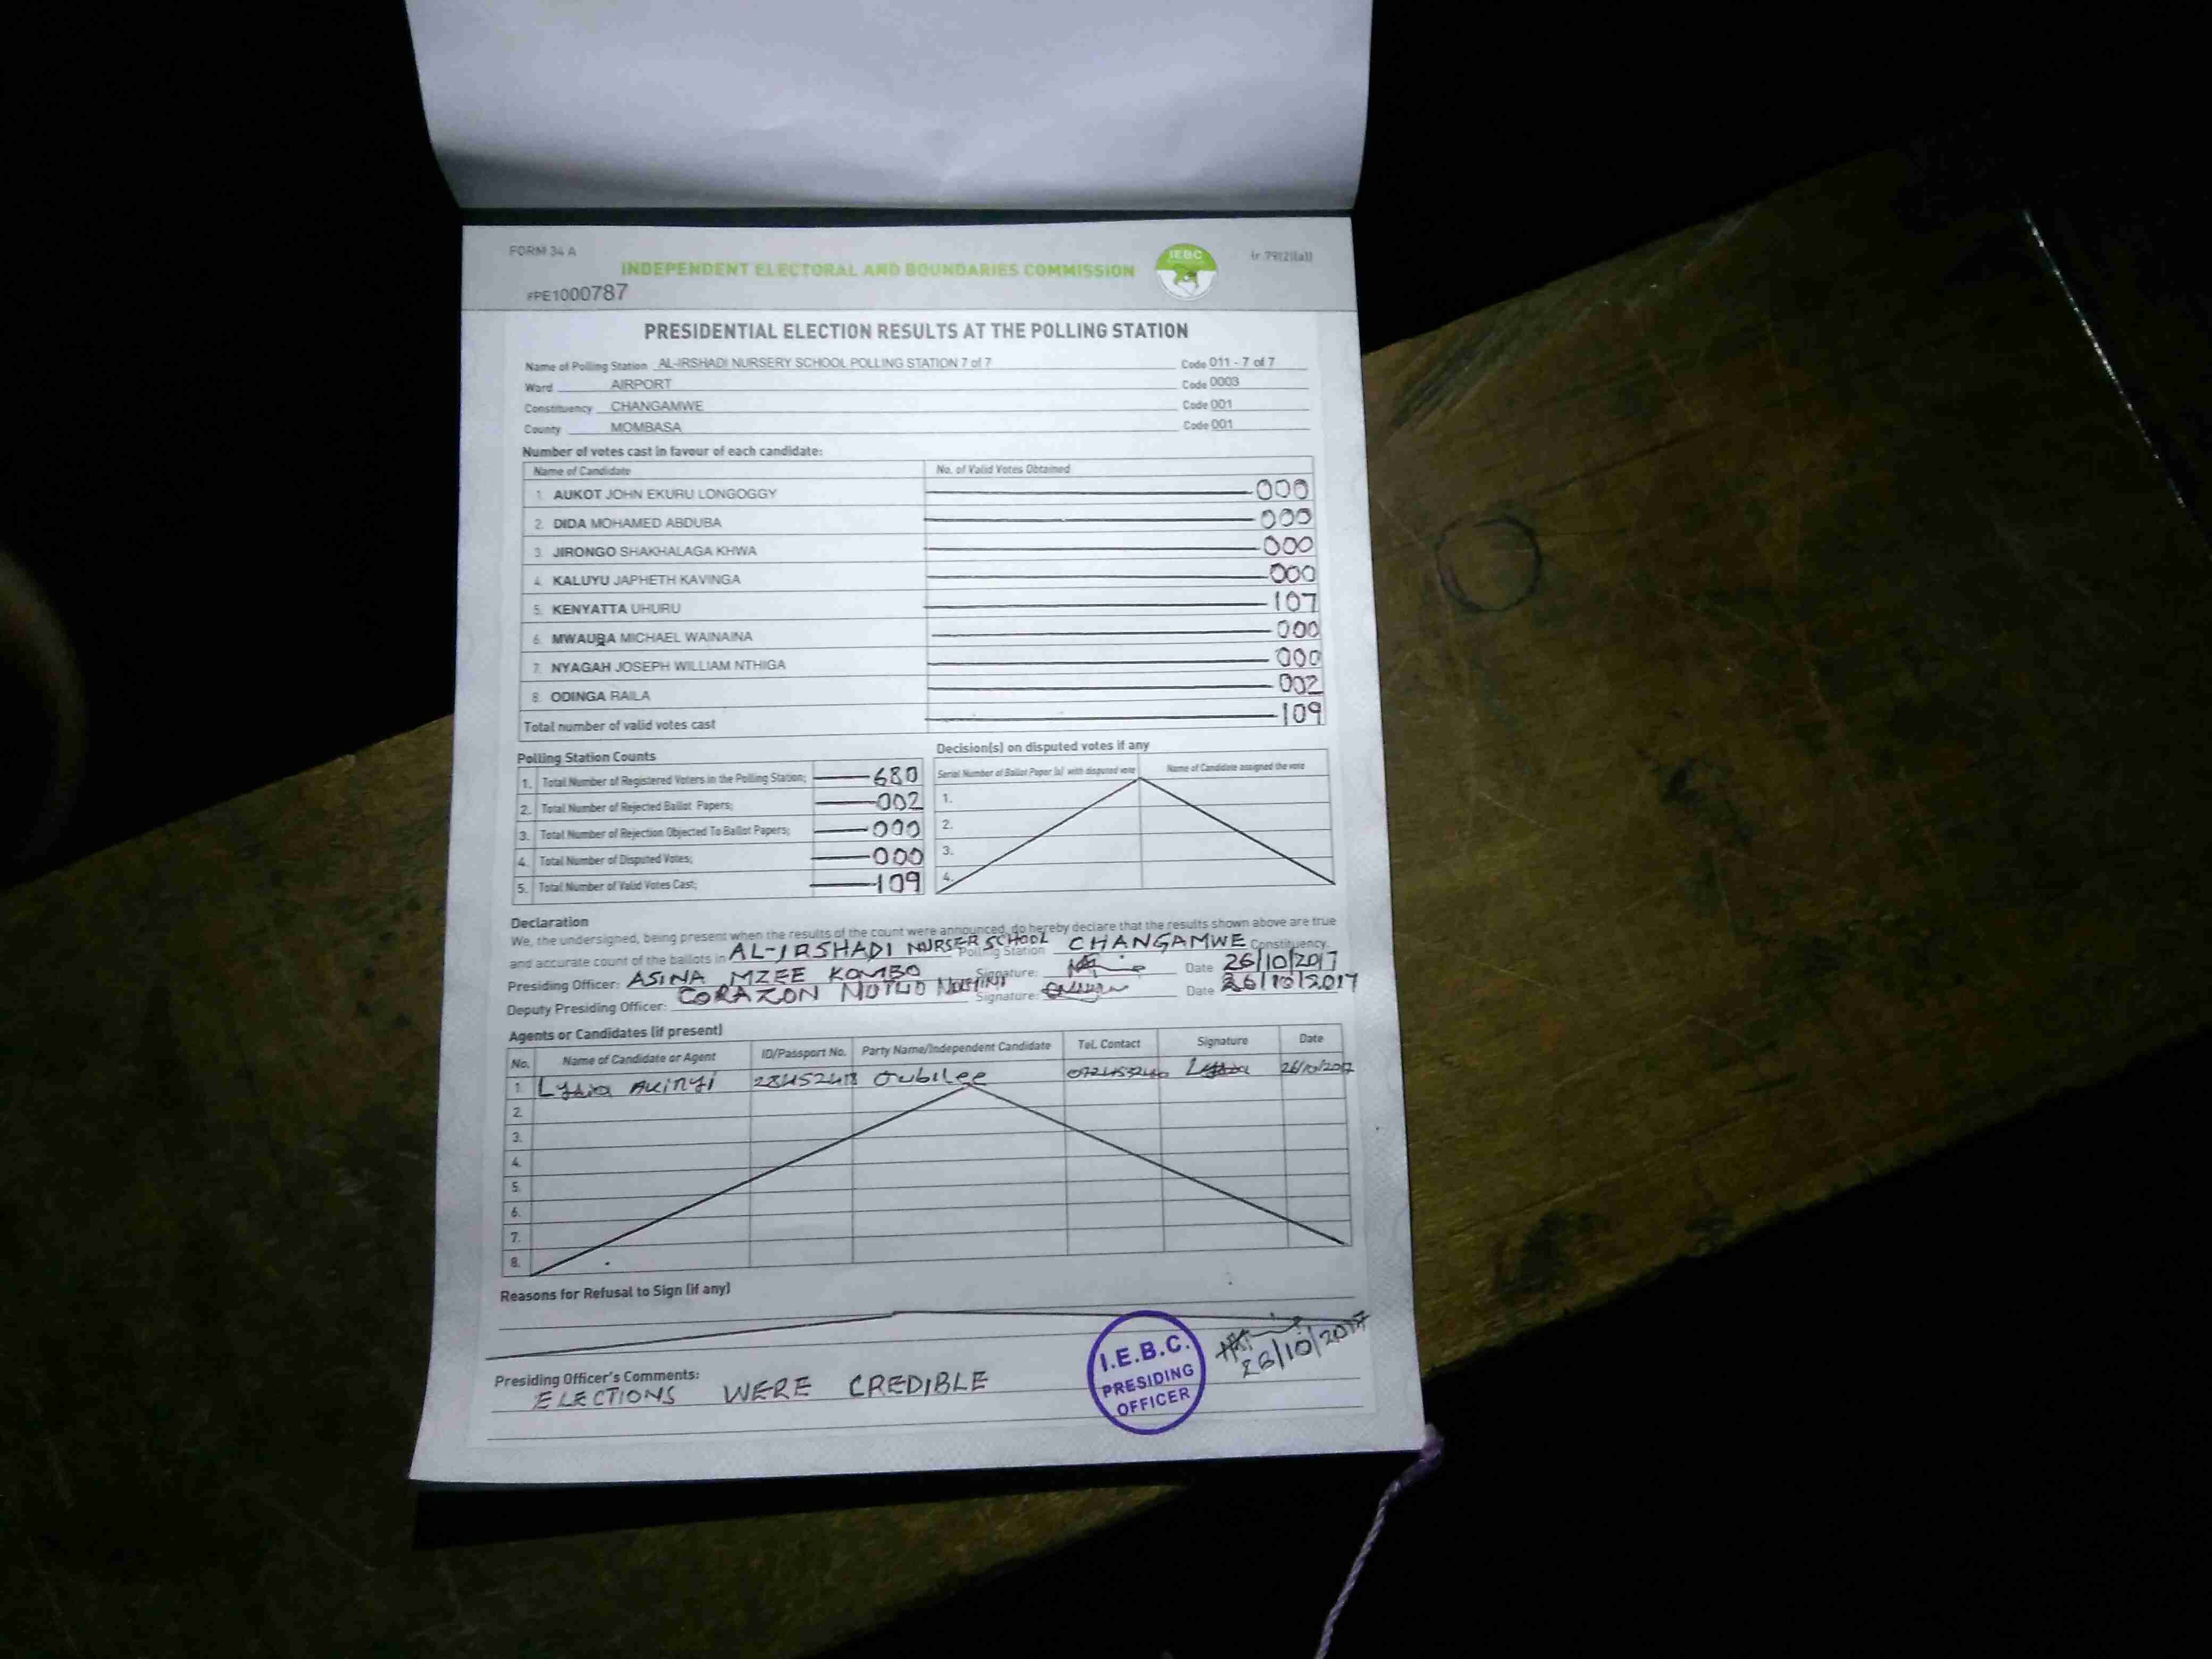 FORM 34 A
(r. 79(2)(a))
INDEPENDENT ELECTORAL AND BOUNDARIES COMMISSION
IEBC
FPE1000787
PRESIDENTIAL ELECTION RESULTS AT THE POLLING STATION
Name of Polling Station AL-IRSHADI NURSERY SCHOOL POLLING STATION 7 of 7 Code 011 - 7 of 7
Ward AIRPORT Code 0003
Constituency CHANGAMWE Code 001
County MOMBASA Code 001
Number of votes cast in favour of each candidate:
Name of Candidate No. of Valid Votes Obtained
1. AUKOT JOHN EKURU LONGOGGY 000
2. DIDA MOHAMED ABDUBA 000
3. JIRONGO SHAKHALAGA KHWA 000
4. KALUYU JAPHETH KAVINGA 000
5. KENYATTA UHURU 107
6. MWAURA MICHAEL WAINAINA 000
7. NYAGAH JOSEPH WILLIAM NTHIGA 000
8. ODINGA RAILA 002
Total number of valid votes cast 109
Polling Station Counts
1. Total Number of Registered Voters in the Polling Station; 680
2. Total Number of Rejected Ballot Papers; 002
3. Total Number of Rejection Objected To Ballot Papers; 000
4. Total Number of Disputed Votes; 000
5. Total Number of Valid Votes Cast; 109
Decision(s) on disputed votes if any
Serial Number of Ballot Paper (s) with disputed vote Name of Candidate assigned the vote
1.
2.
3.
4.
Declaration
We, the undersigned, being present when the results of the count were announced, do hereby declare that the results shown above are true
and accurate count of the ballots in AL-IRSHADI NURSER SCHOOL Polling Station CHANGAMWE Constituency.
Presiding Officer: ASINA MZEE KOMBO Signature: Date 26/10/2017
Deputy Presiding Officer: CORAZON Signature: Date 26/10/2017
Agents or Candidates (if present)
No. Name of Candidate or Agent ID/Passport No. Party Name/Independent Candidate Tel. Contact Signature Date
1. Akinyi Jubilee 26/10/2017
2.
3.
4.
5.
6.
7.
8.
Reasons for Refusal to Sign (if any)
Presiding Officer's Comments:
ELECTIONS WERE CREDIBLE
I.E.B.C.
PRESIDING
OFFICER
26/10/2017